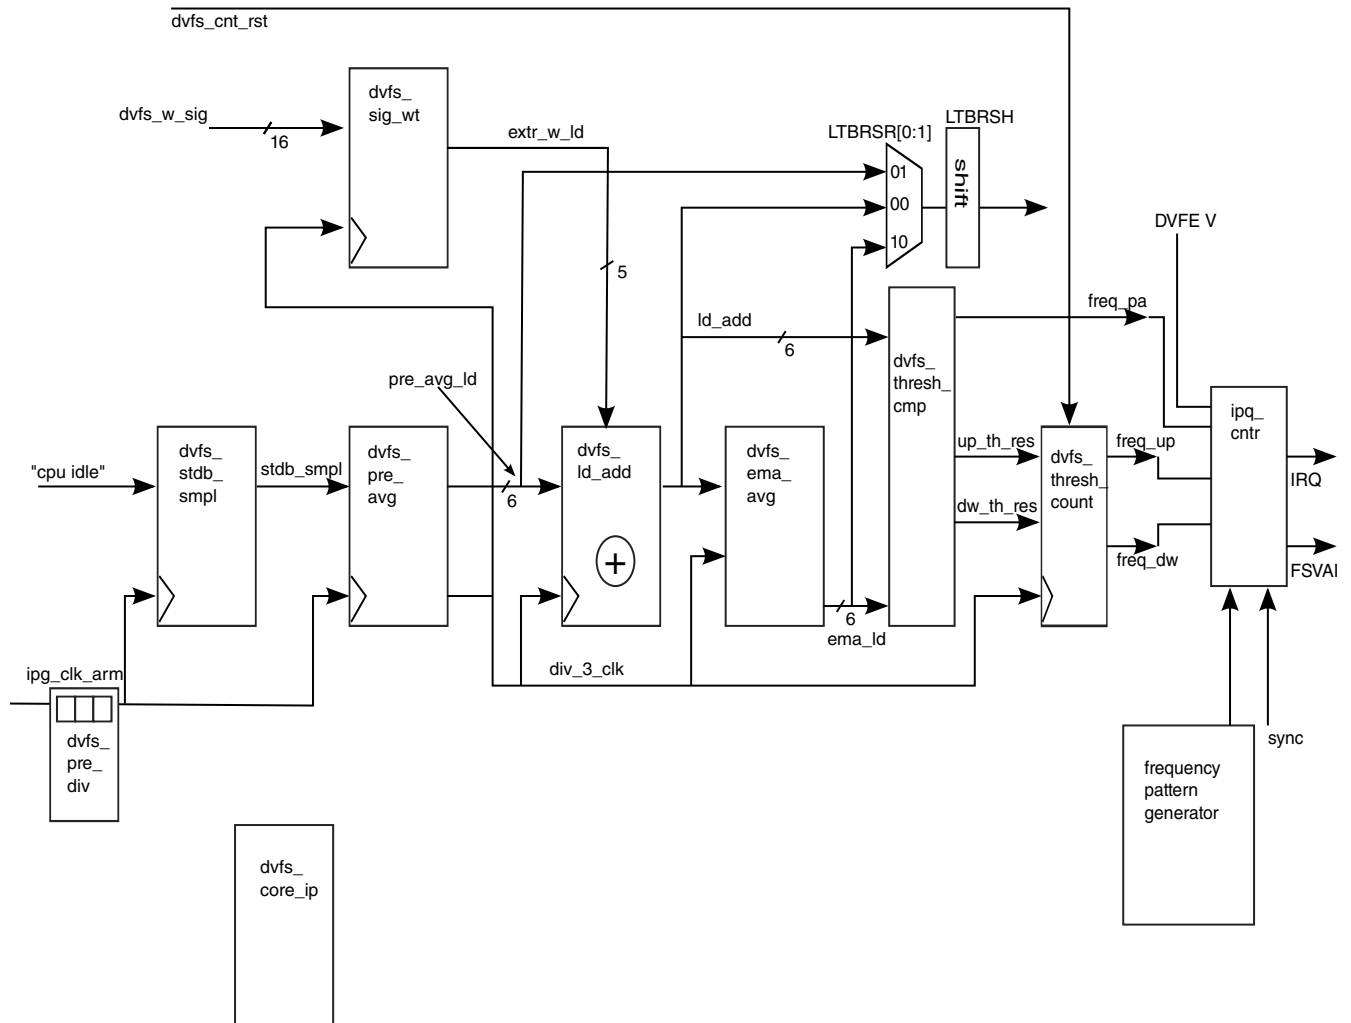 dvfs_cnt_rst
dvfs_
sig_wt
dvfs_w_sig
16
extr_w_ld
LTBRSR[0:1]
LTBRSH
01
00
10
shift
5
DVFE V
freq_pa
ld_add
6
dvfs_
thresh_
cmp
pre_avg_ld
ipq_
cntr
"cpu idle"
dvfs_
stdb_
smpl
stdb_smpl
dvfs_
pre_
avg
6
dvfs_
ld_add
+
dvfs_
ema_
avg
up_th_res
dw_th_res
dvfs_
thresh_
count
freq_up
freq_dw
IRQ
FSVAI
6
ema_ld
ipg_clk_arm
div_3_clk
dvfs_
pre_
div
sync
frequency
pattern
generator
dvfs_
core_ip